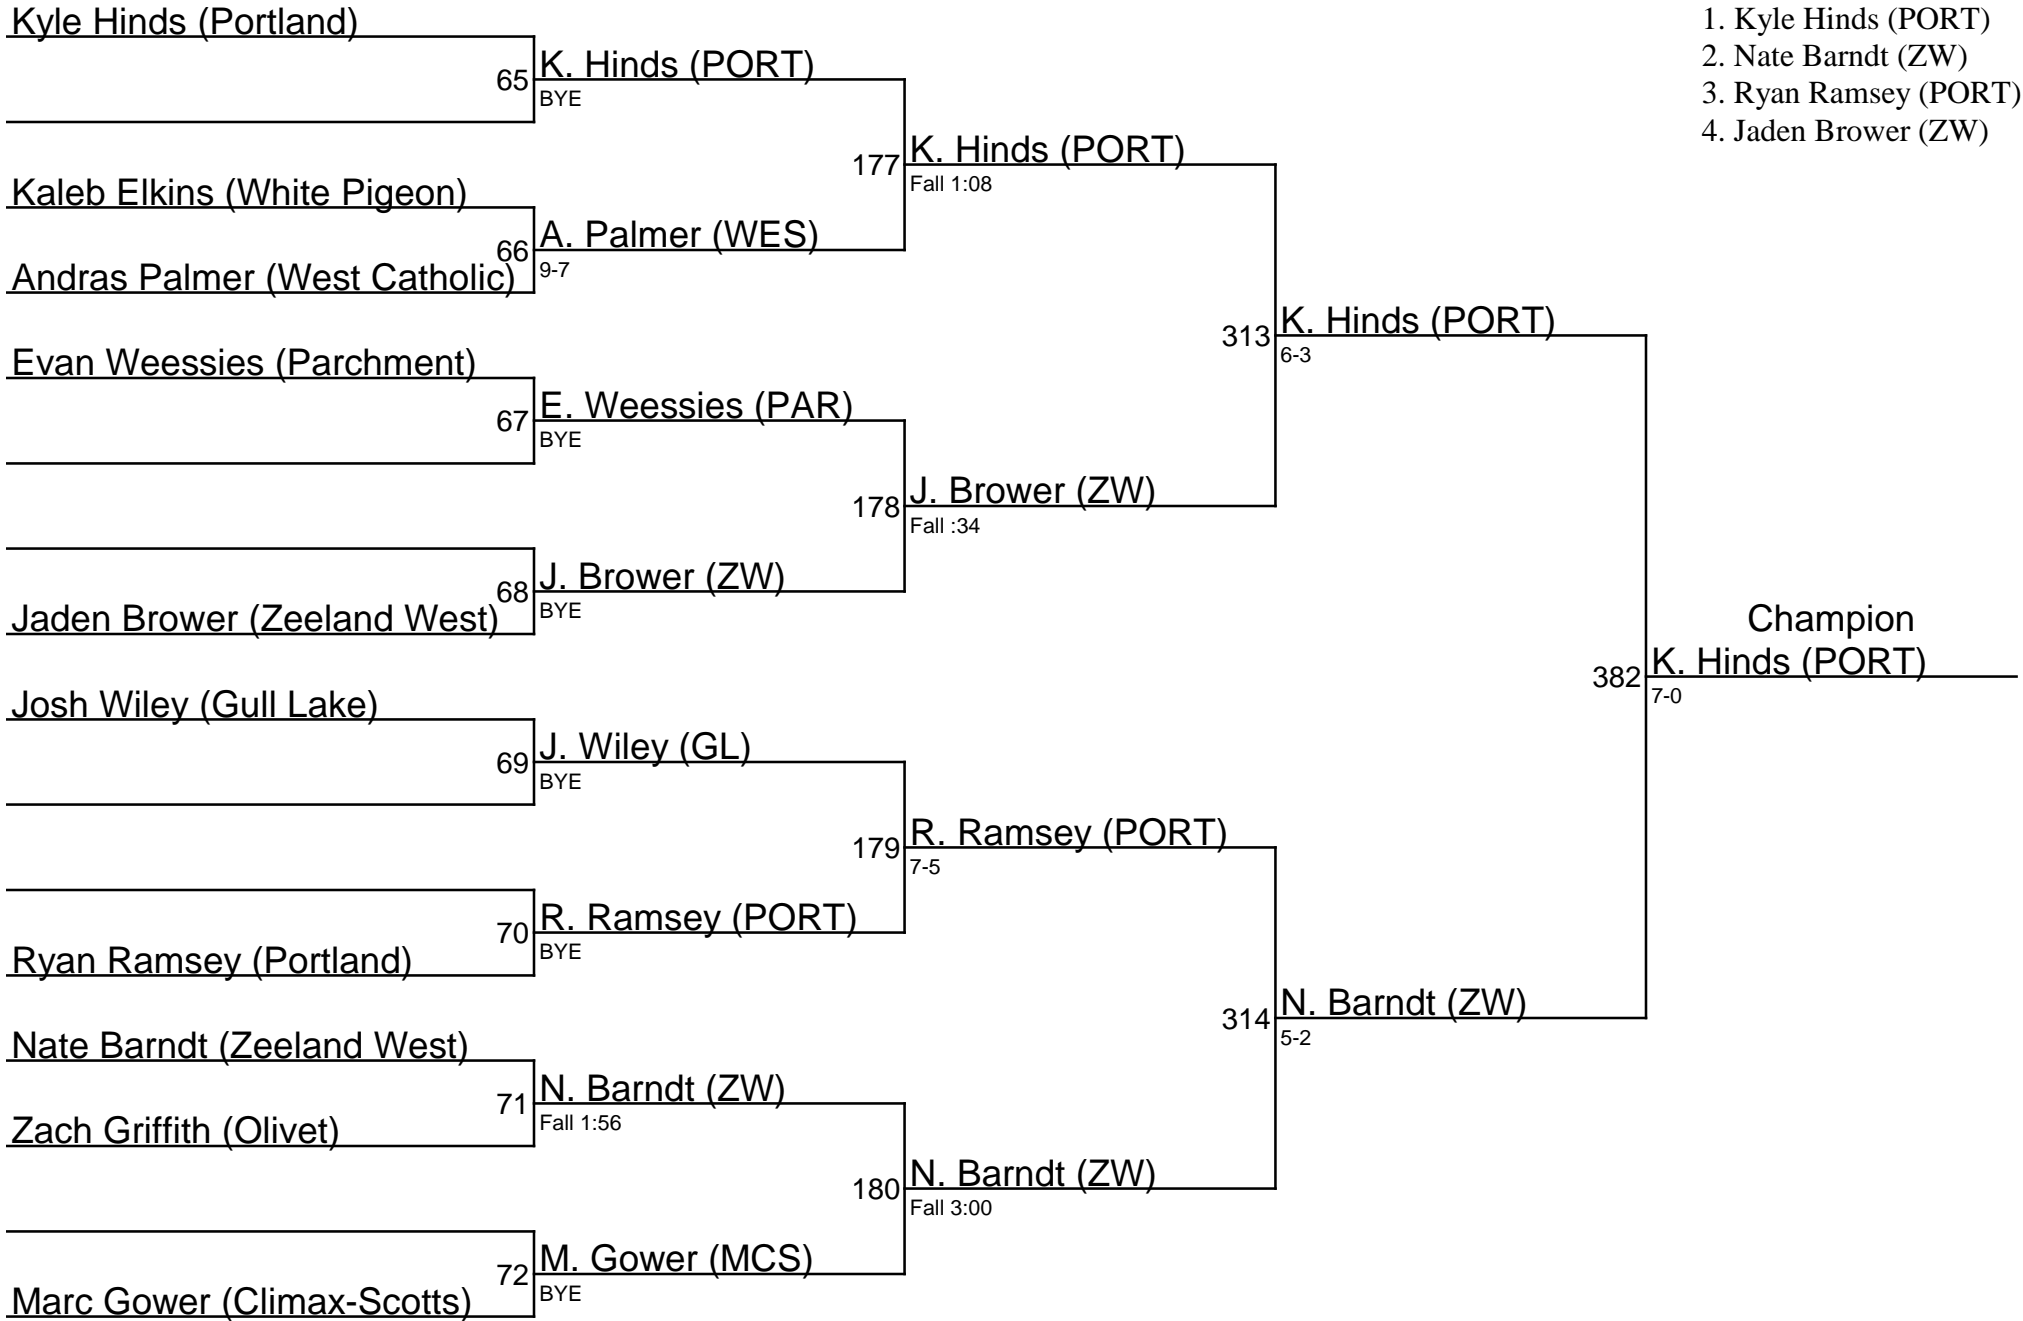 Kyle Hinds (Portland)
1. Kyle Hinds (PORT)
2. Nate Barndt (ZW)
3. Ryan Ramsey (PORT)
4. Jaden Brower (ZW)
65
K. Hinds (PORT)
BYE
177
K. Hinds (PORT)
Fall 1:08
Kaleb Elkins (White Pigeon)
66
A. Palmer (WES)
9-7
Andras Palmer (West Catholic)
313
K. Hinds (PORT)
6-3
Evan Weessies (Parchment)
67
E. Weessies (PAR)
BYE
178
J. Brower (ZW)
Fall :34
68
J. Brower (ZW)
BYE
Jaden Brower (Zeeland West)
Champion
382
K. Hinds (PORT)
7-0
Josh Wiley (Gull Lake)
69
J. Wiley (GL)
BYE
179
R. Ramsey (PORT)
7-5
70
R. Ramsey (PORT)
BYE
Ryan Ramsey (Portland)
314
N. Barndt (ZW)
5-2
Nate Barndt (Zeeland West)
71
N. Barndt (ZW)
Fall 1:56
Zach Griffith (Olivet)
180
N. Barndt (ZW)
Fall 3:00
72
M. Gower (MCS)
BYE
Marc Gower (Climax-Scotts)